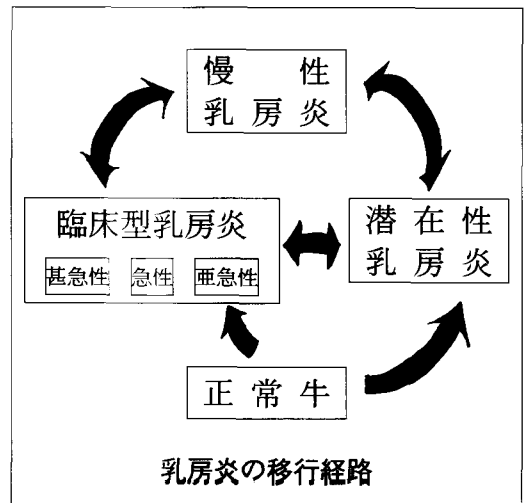 慢性
乳房炎
臨床型乳房炎
甚急性 急性 亜急性
潜在性
乳房炎
正常牛
乳房炎の移行経路